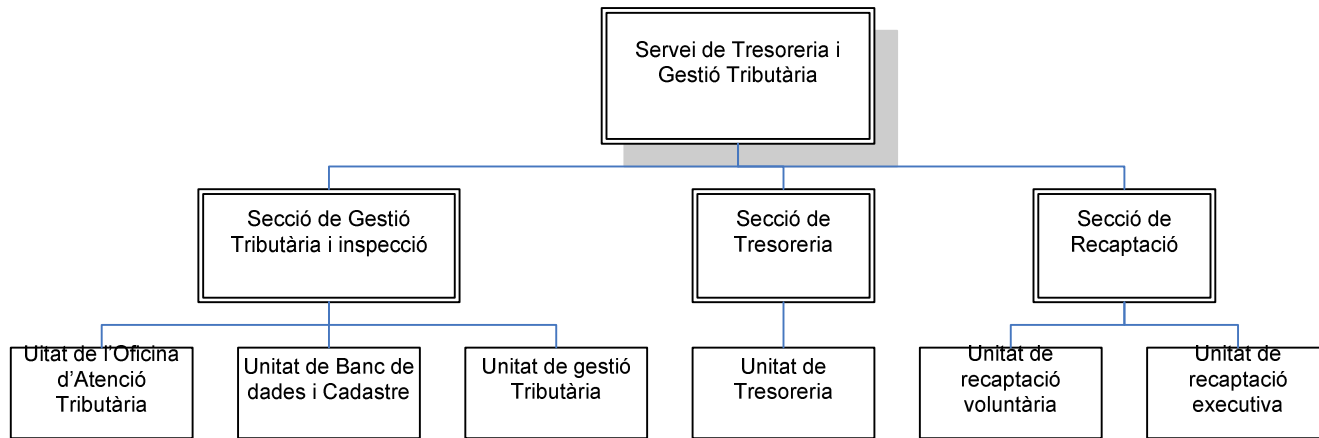 Servei de Tresoreria i
Gestió Tributària
Secció de Gestió
Tributària i inspecció
Secció de
Tresoreria
Secció de
Recaptació
Uitat de l’Oficina
d’Atenció
Tributària
Unitat de Banc de
dades i Cadastre
Unitat de gestió
Tributària
Unitat de
Tresoreria
Unitat de
recaptació
voluntària
Unitat de
recaptació
executiva